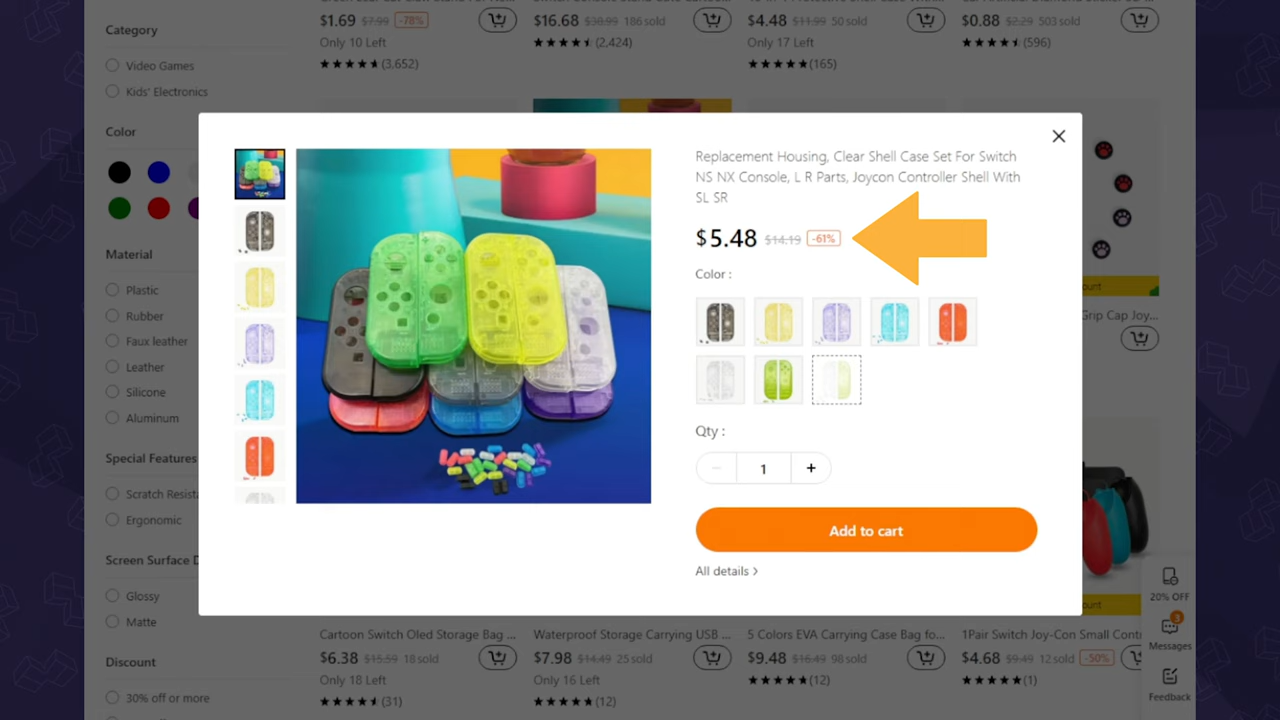 Category
Video Games
Kids' Electronics
Color
Material
Plastic
Rubber
Faux leather
Leather
Silicone
Aluminum
Special Features
Scratch Resista
Ergonomic
Screen Surface D
Glossy
Matte
Discount
30% off or more
$1.69 $7.99 -78%
Only 10 Left
(3,652)
$16.68 $38.99 186 sold
(2,424)
$4.48 $11.99 50 sold
Only 17 Left
(165)
$0.88 $2.29 503 sold
(596)
Replacement Housing, Clear Shell Case Set For Switch
NS NX Console, L R Parts, Joycon Controller Shell With
SL SR
$5.48 $14.19 -61%
Color :
Qty :
1
Add to cart
All details >
ount
Grip Cap Joy...
ount
Cartoon Switch Oled Storage Bag ...
$6.38 $15.59 18 sold
Only 18 Left
(31)
Waterproof Storage Carrying USB ...
$7.98 $14.49 25 sold
Only 16 Left
(12)
5 Colors EVA Carrying Case Bag fo...
$9.48 $16.49 98 sold
(12)
1Pair Switch Joy-Con Small Contr
$4.68 $9.49 12 sold -50%
(1)
20% OFF
3
Messages
Feedback